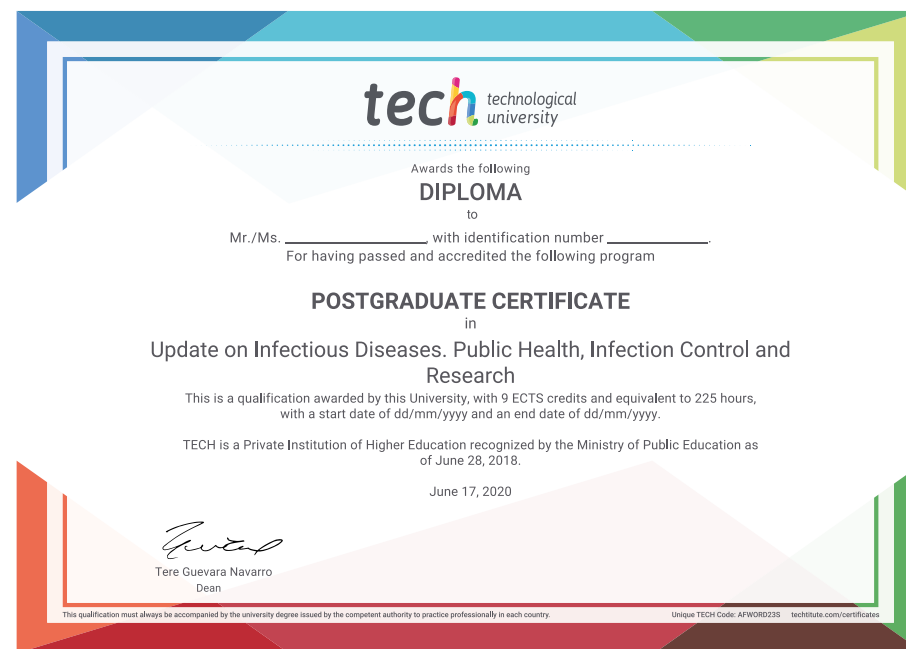 tech technological
university
Awards the following
DIPLOMA
to
Mr./Ms. ____________________, with identification number ______________.
For having passed and accredited the following program
POSTGRADUATE CERTIFICATE
in
Update on Infectious Diseases. Public Health, Infection Control and
Research
This is a qualification awarded by this University, with 9 ECTS credits and equivalent to 225 hours,
with a start date of dd/mm/yyyy and an end date of dd/mm/yyyy.
TECH is a Private Institution of Higher Education recognized by the Ministry of Public Education as
of June 28, 2018.
June 17, 2020
Tere Guevara Navarro
Dean
This qualification must always be accompanied by the university degree issued by the competent authority to practice professionally in each country. Unique TECH Code: AFWORD23S techtitute.com/certificates